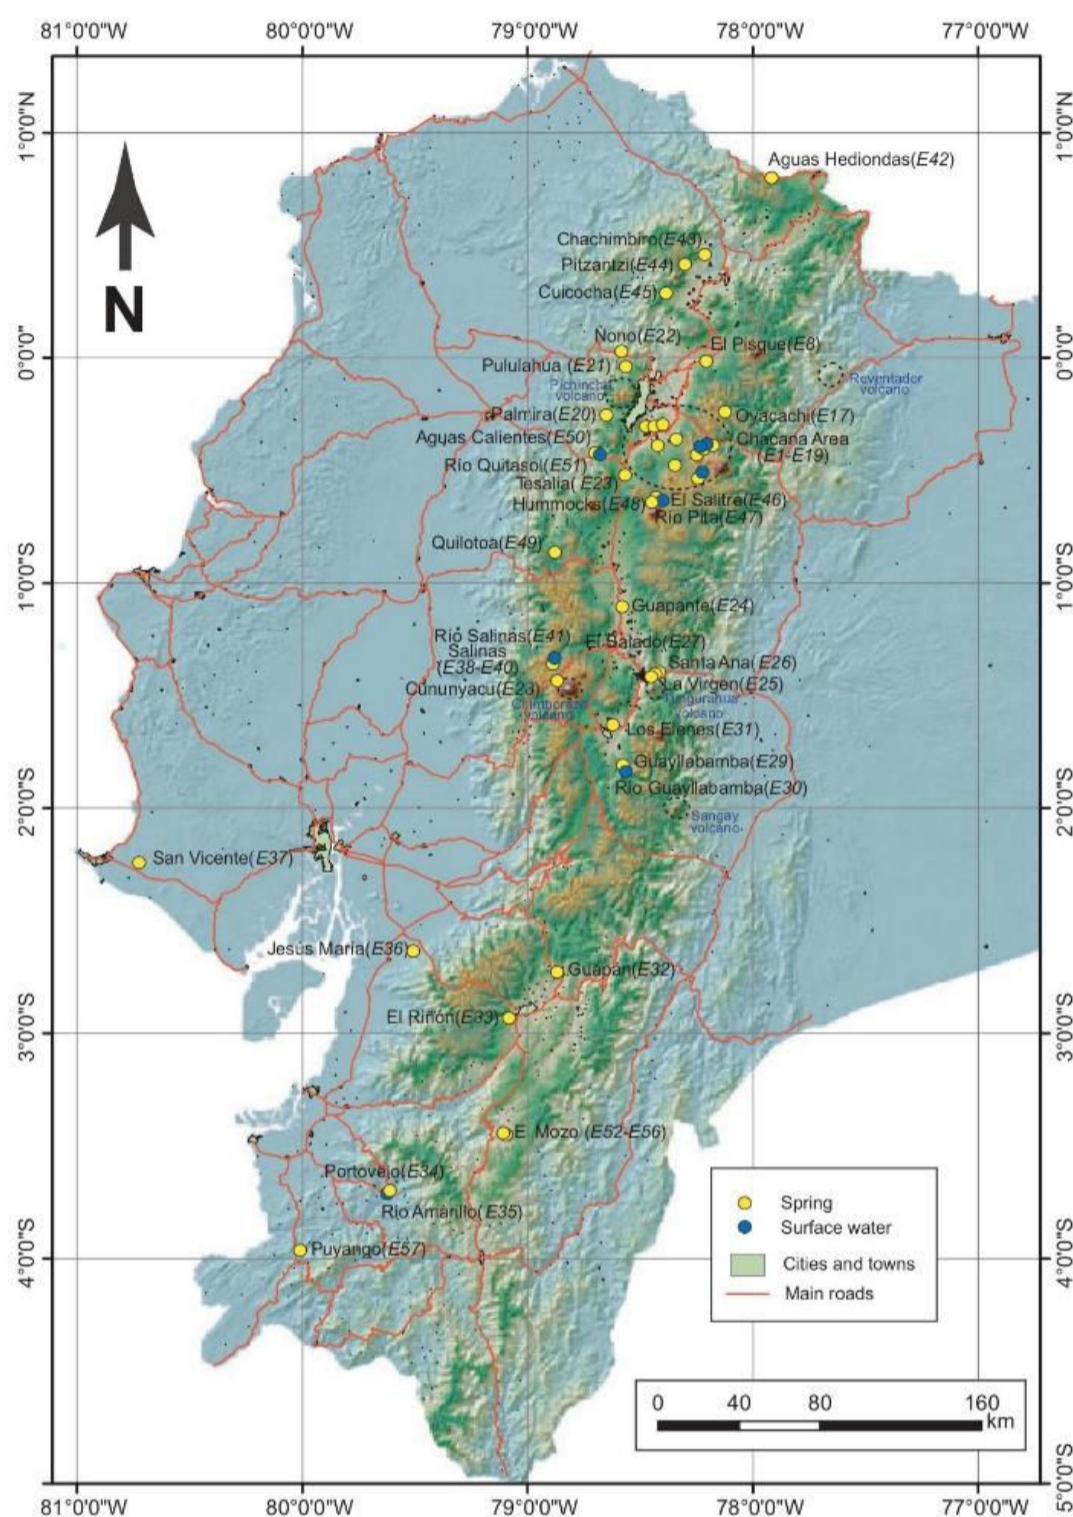 81°0'0"W 80°0'0"W 79°0'0"W 78°0'0"W 77°0'0"W
1°0'0"N
1°0'0"N
Aguas Hediondas(E42)
N
Chachimbiro(E43)
Pitzantzi(E44)
Cuicocha(E45)
Nono(E22)
El Pisque(E8)
0°0'0"
0°0'0"
Pululahua (E21)
Pichincha
volcano
Reventador
volcano
Palmira(E20)
Oyacachi(E17)
Aguas Calientes(E50)
Chacana Area
(E1-E19)
Río Quitasol(E51)
Tesalia( E23)
El Salitre(E46)
Hummocks(E48)
Río Pita(E47)
Quilotoa(E49)
1°0'0"S
1°0'0"S
Guapante(E24)
Río Salinas(E41)
El Salado(E27)
Salinas
(E38-E40)
Santa Ana(E26)
Cununyacu(E28)
La Virgen(E25)
Chimborazo
volcano
Tungurahua
volcano
Los Elenes(E31)
Guayllabamba(E29)
Río Guayllabamba(E30)
2°0'0"S
2°0'0"S
Sangay
volcano
San Vicente(E37)
Jesús María(E36)
Guapán(E32)
El Riñón(E33)
3°0'0"S
3°0'0"S
E Mozo (E52-E56)
Portovelo(E34)
Río Amarillo(E35)
Puyango(E57)
4°0'0"S
4°0'0"S
Spring
Surface water
Cities and towns
Main roads
0 40 80 160
km
5°0'0"S
81°0'0"W 80°0'0"W 79°0'0"W 78°0'0"W 77°0'0"W